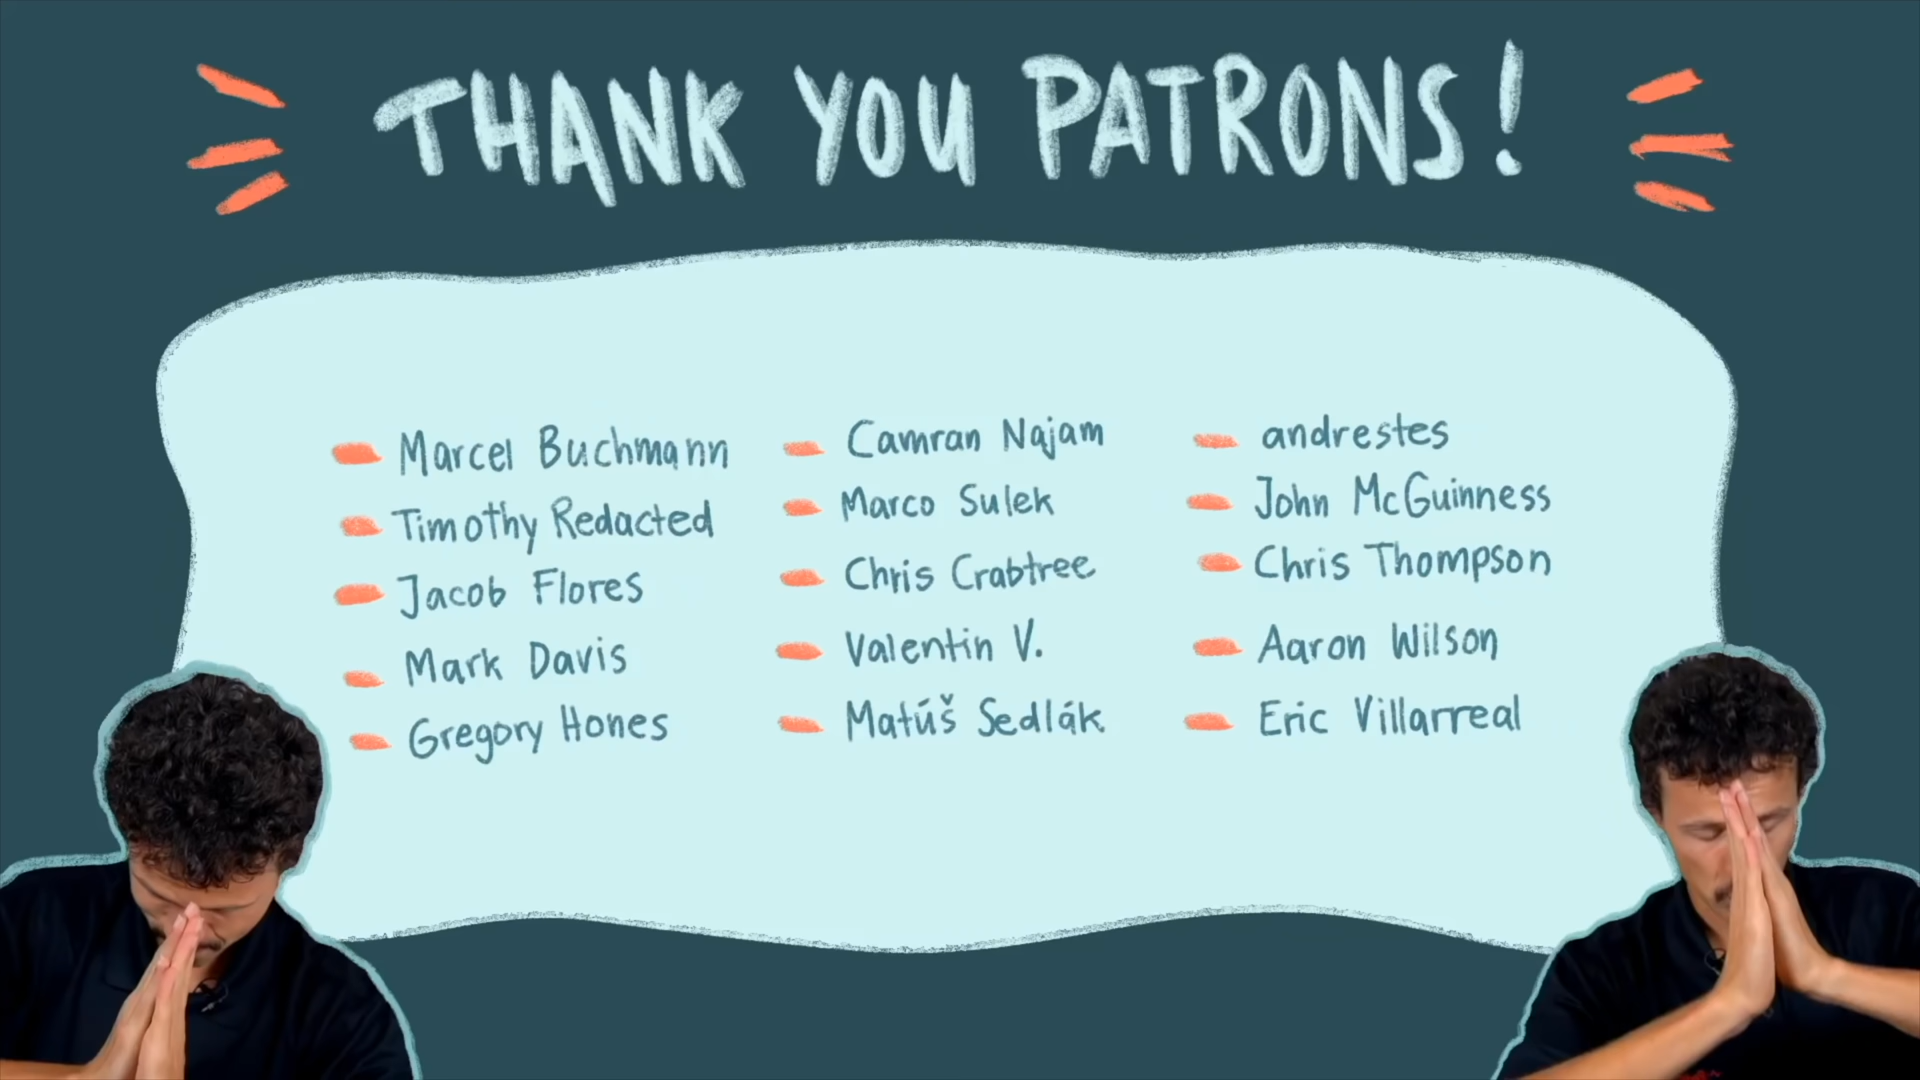 THANK YOU PATRONS!
Marcel Buchmann
Timothy Redacted
Jacob Flores
Mark Davis
Gregory Hones
Camran Najam
Marco Sulek
Chris Crabtree
Valentin V.
Matúš Sedlák
andrestes
John McGuinness
Chris Thompson
Aaron Wilson
Eric Villarreal